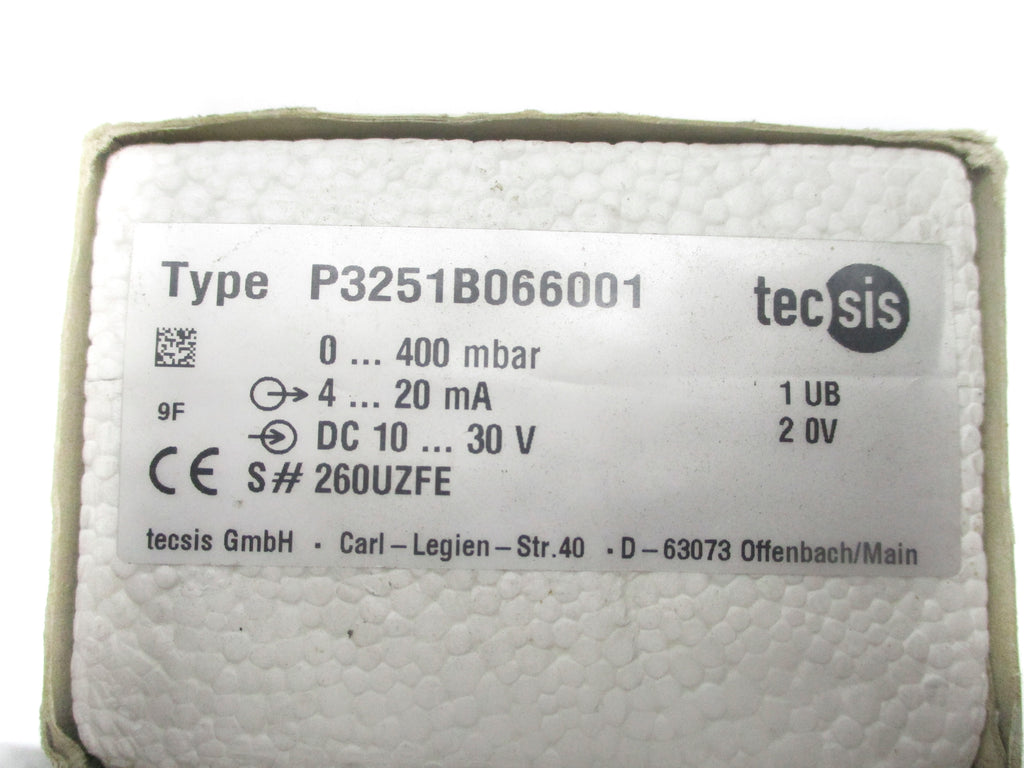 Type P3251B066001
tecsis
0 ... 400 mbar
4 ... 20 mA
1 UB
9F
DC 10 ... 30 V
2 0V
CE S# 260UZFE
tecsis GmbH . Carl-Legien-Str.40 . D-63073 Offenbach/Main